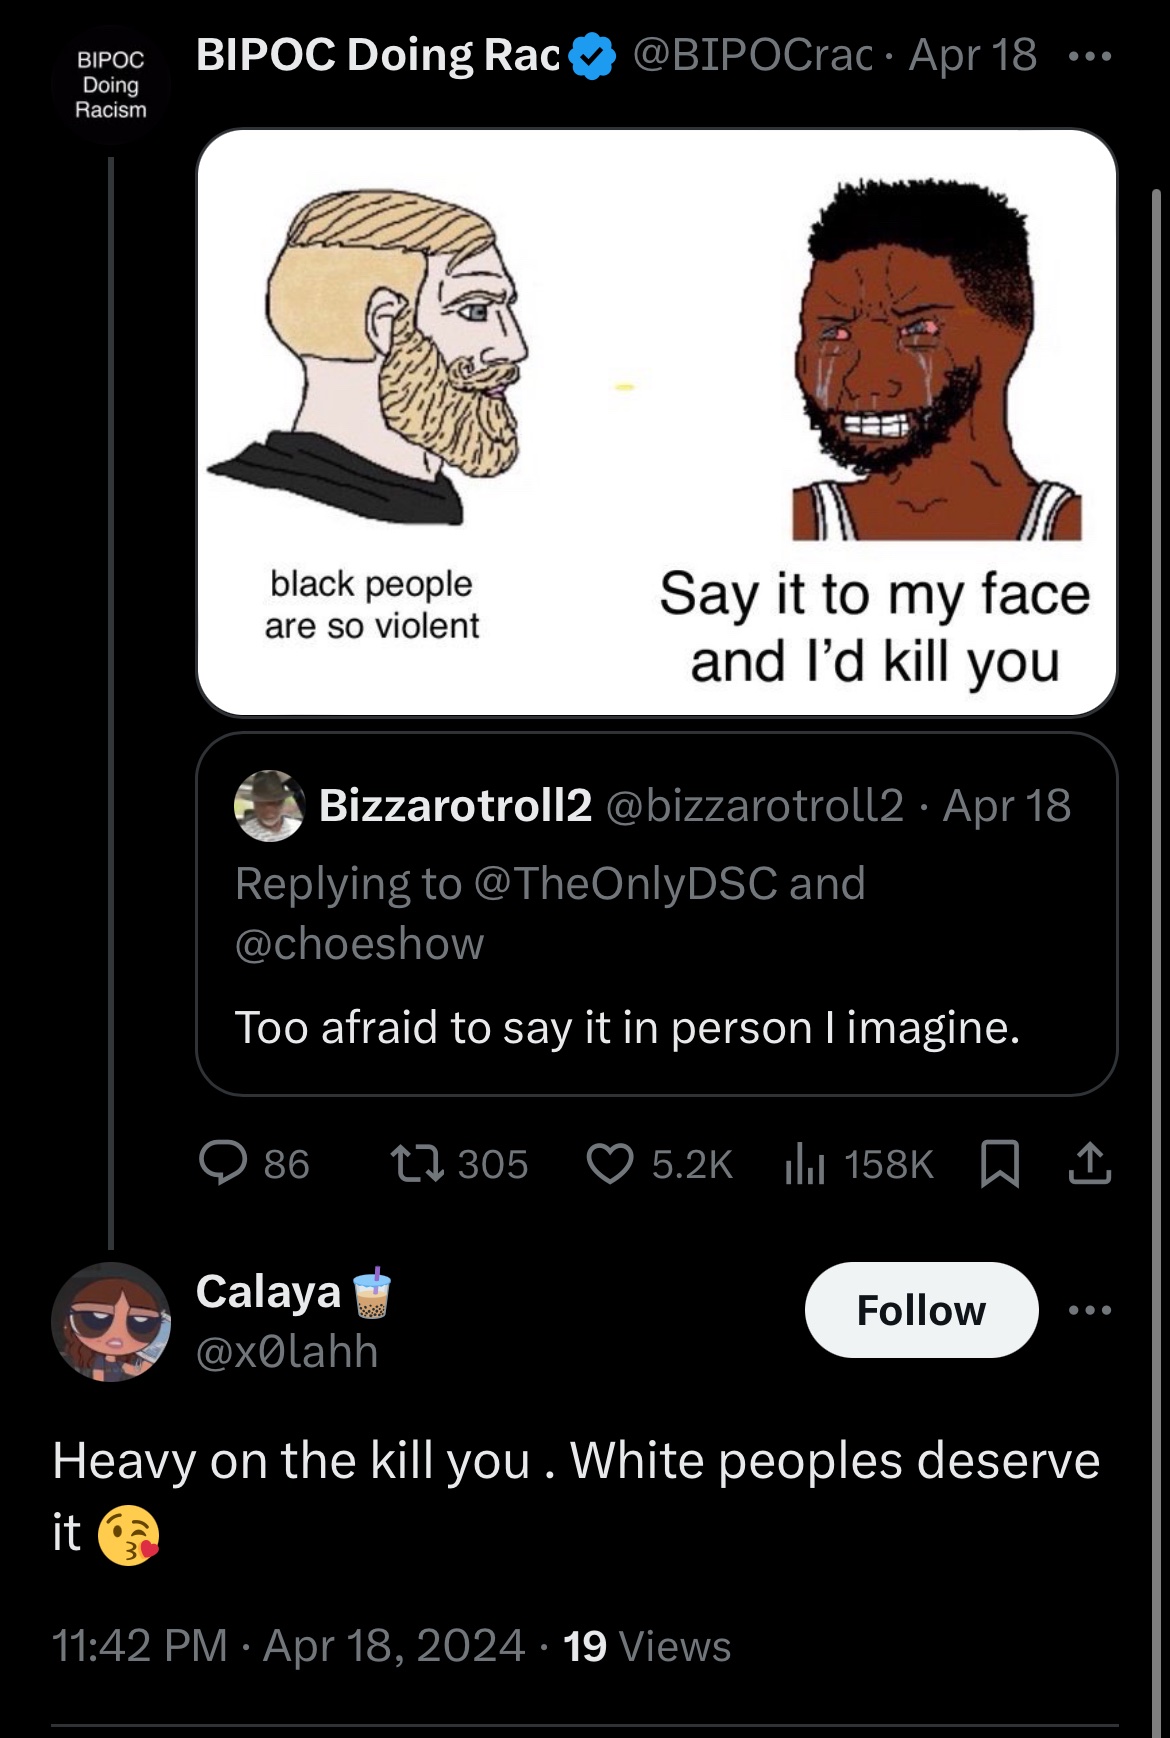 BIPOC
Doing
Racism
BIPOC Doing Rac @BIPOCrac · Apr 18
black people
are so violent
Say it to my face
and I'd kill you
Bizzarotroll2 @bizzarotroll2 · Apr 18
Replying to @TheOnlyDSC and
@choeshow
Too afraid to say it in person I imagine.
86 305 5.2K 158K
Calaya🧋
@x0lahh
Follow
Heavy on the kill you . White peoples deserve
it 😘
11:42 PM · Apr 18, 2024 · 19 Views